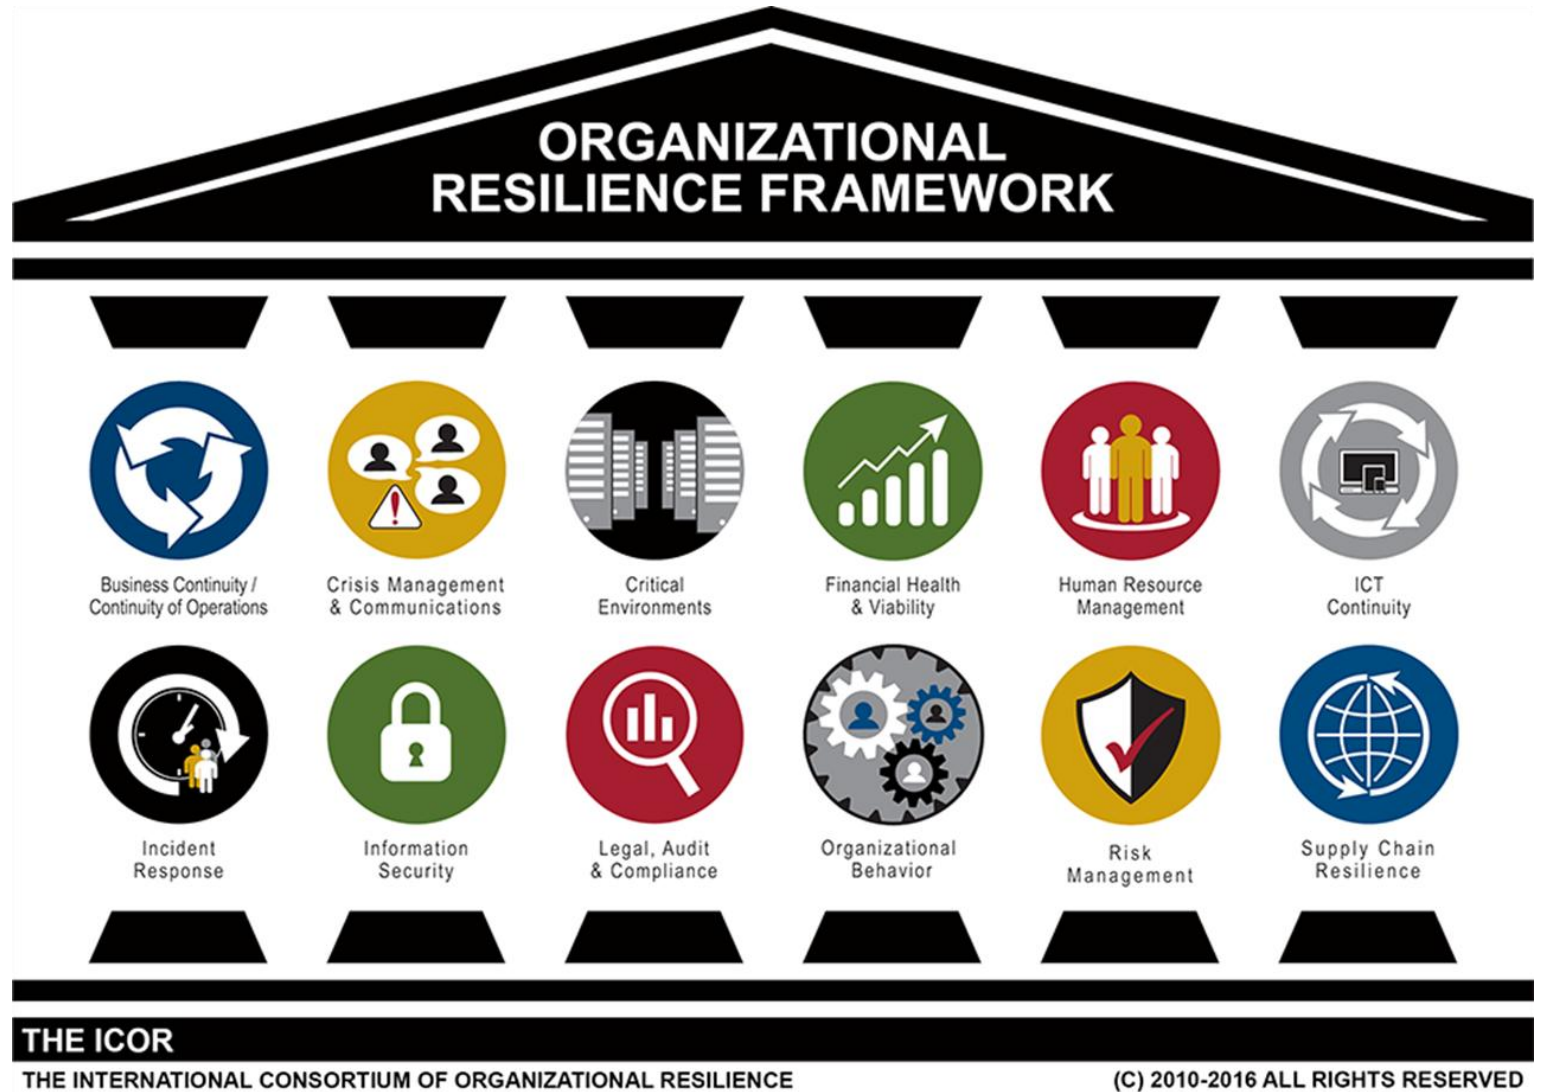 ORGANIZATIONAL
RESILIENCE FRAMEWORK
Business Continuity /
Continuity of Operations
Crisis Management
& Communications
Critical
Environments
Financial Health
& Viability
Human Resource
Management
ICT
Continuity
Incident
Response
Information
Security
Legal, Audit
& Compliance
Organizational
Behavior
Risk
Management
Supply Chain
Resilience
THE ICOR
THE INTERNATIONAL CONSORTIUM OF ORGANIZATIONAL RESILIENCE
(C) 2010-2016 ALL RIGHTS RESERVED